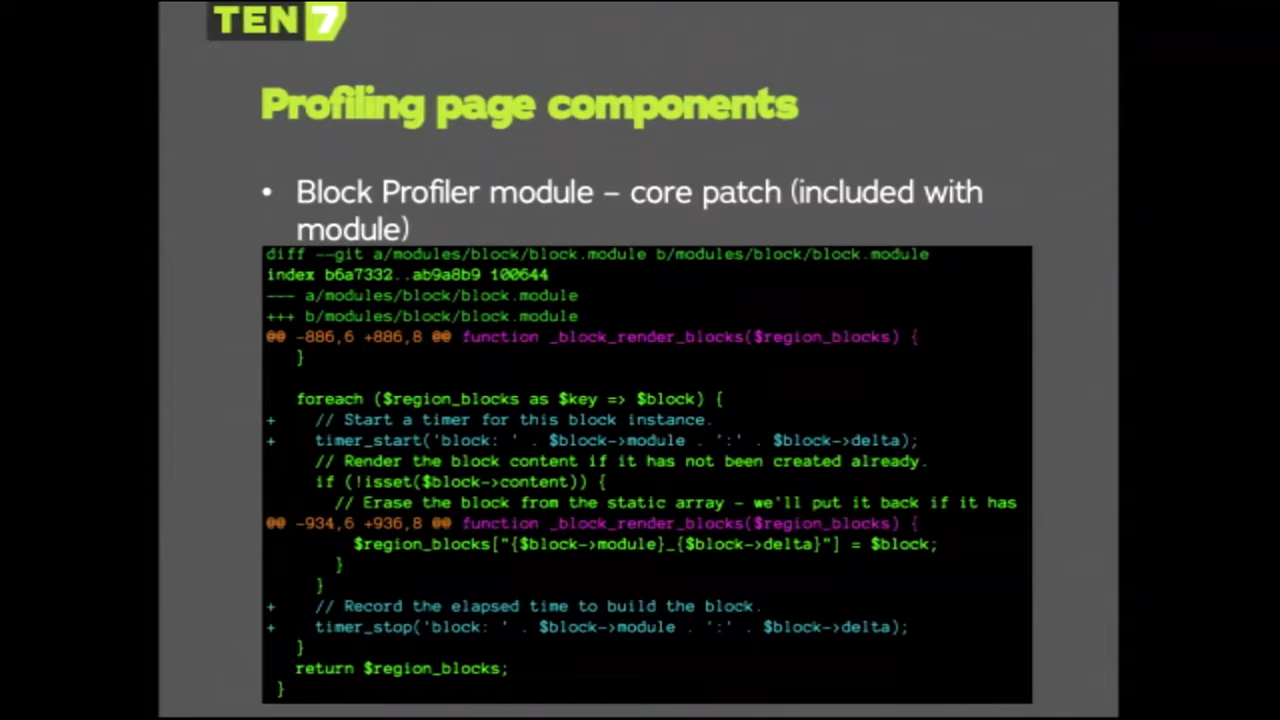 TEN 7
Profiling page components
• Block Profiler module – core patch (included with
module)
diff --git a/modules/block/block.module b/modules/block/block.module
index b6a7332..ab9a8b9 100644
--- a/modules/block/block.module
+++ b/modules/block/block.module
@@ -886,6 +886,8 @@ function _block_render_blocks($region_blocks) {
   }
   foreach ($region_blocks as $key => $block) {
+    // Start a timer for this block instance.
+    timer_start('block: ' . $block->module . ':' . $block->delta);
     // Render the block content if it has not been created already.
     if (!isset($block->content)) {
       // Erase the block from the static array - we'll put it back if it has
@@ -934,6 +936,8 @@ function _block_render_blocks($region_blocks) {
         $region_blocks["{$block->module}_{$block->delta}"] = $block;
       }
     }
+    // Record the elapsed time to build the block.
+    timer_stop('block: ' . $block->module . ':' . $block->delta);
   }
   return $region_blocks;
 }